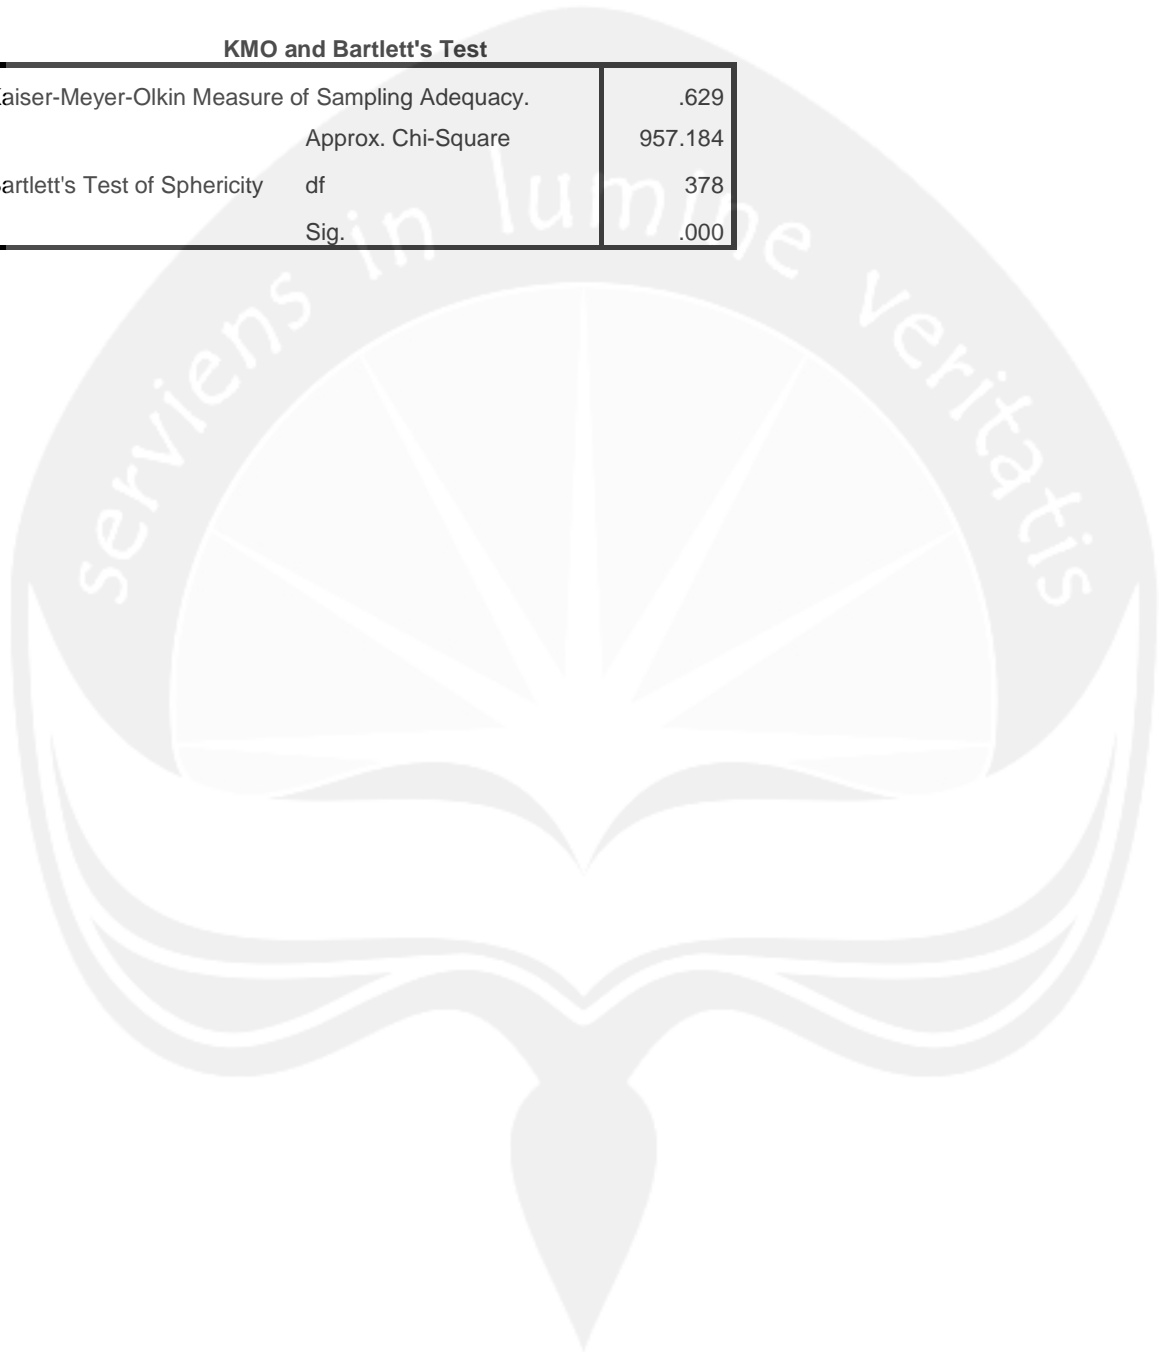 KMO and Bartlett's Test
aiser-Meyer-Olkin Measure of Sampling Adequacy. .629
Approx. Chi-Square 957.184
artlett's Test of Sphericity df 378
Sig. .000
serviens in lumine veritatis